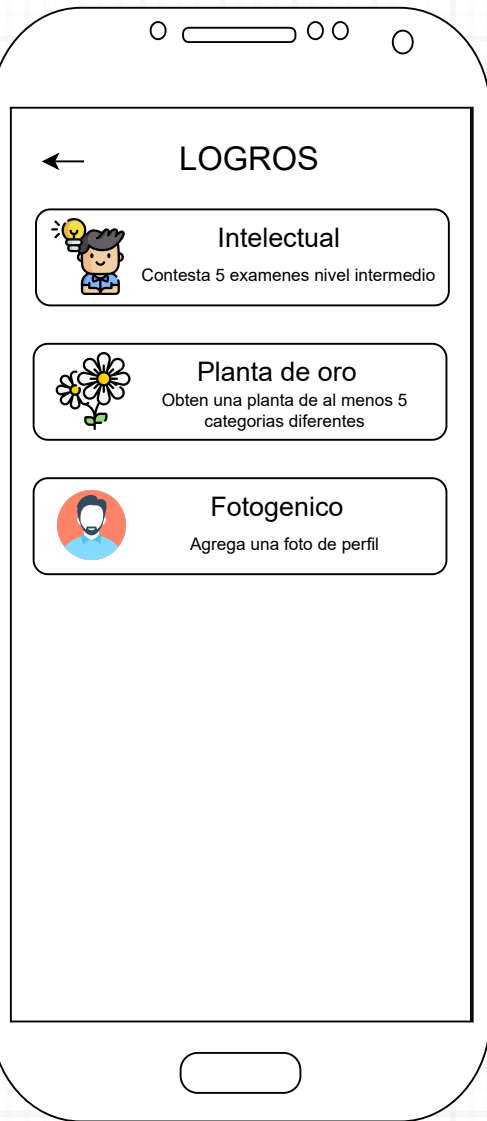 LOGROS
Intelectual
Contesta 5 examenes nivel intermedio
Planta de oro
Obten una planta de al menos 5
categorias diferentes
Fotogenico
Agrega una foto de perfil